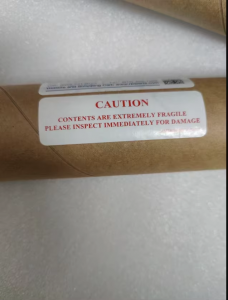 CAUTION
CONTENTS ARE EXTREMELY FRAGILE
PLEASE INSPECT IMMEDIATELY FOR DAMAGE